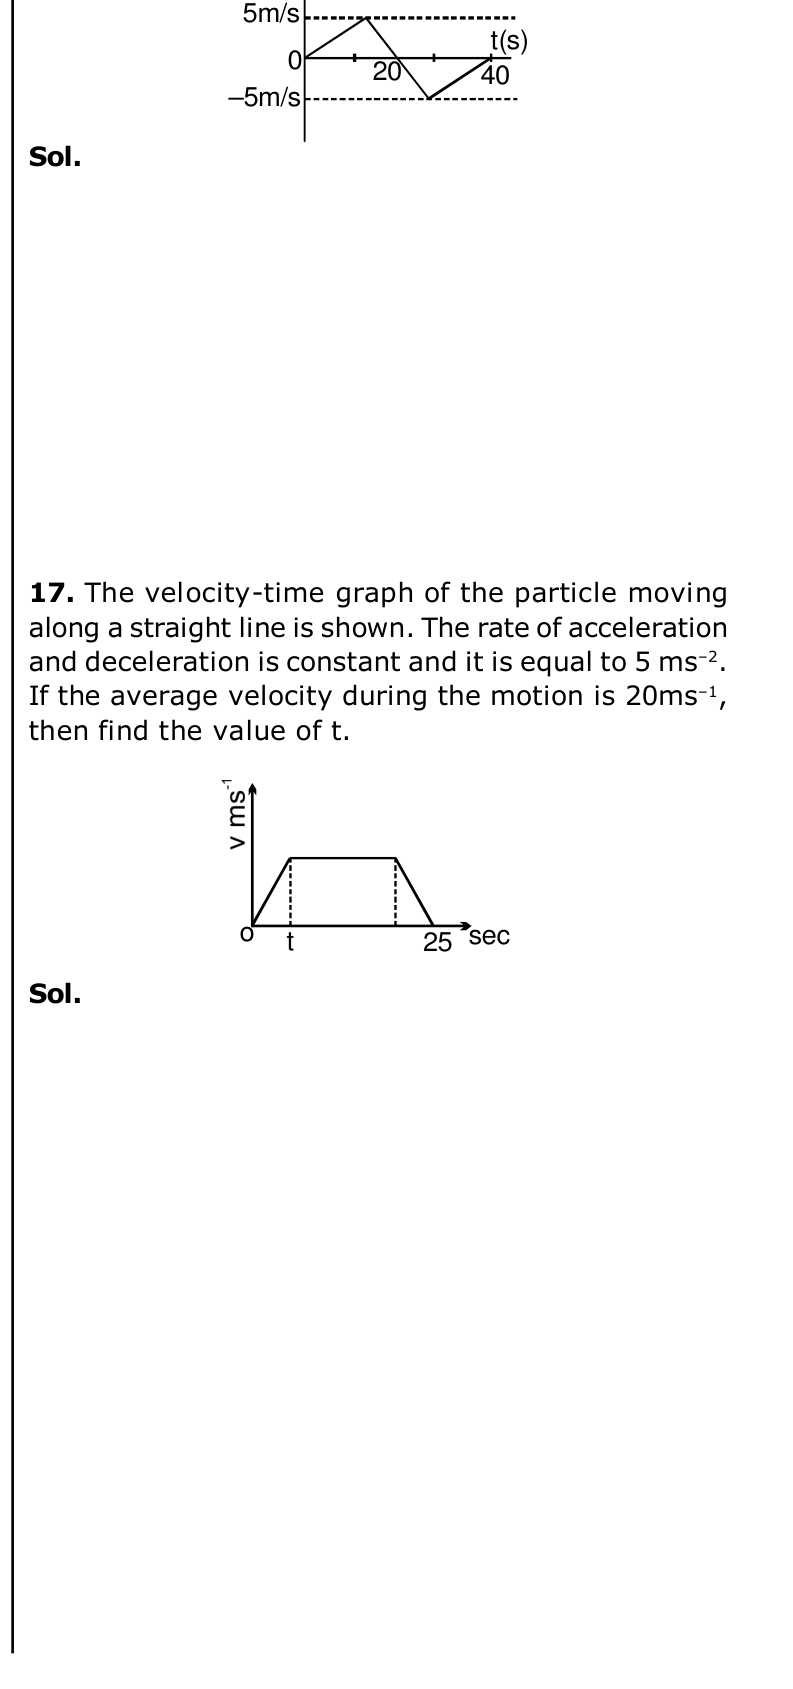 5m/s
t(s)
0
20
40
–5m/s
Sol.
17. The velocity-time graph of the particle moving
along a straight line is shown. The rate of acceleration
and deceleration is constant and it is equal to 5 ms⁻².
If the average velocity during the motion is 20ms⁻¹,
then find the value of t.
v ms⁻¹
o
t
25
sec
Sol.